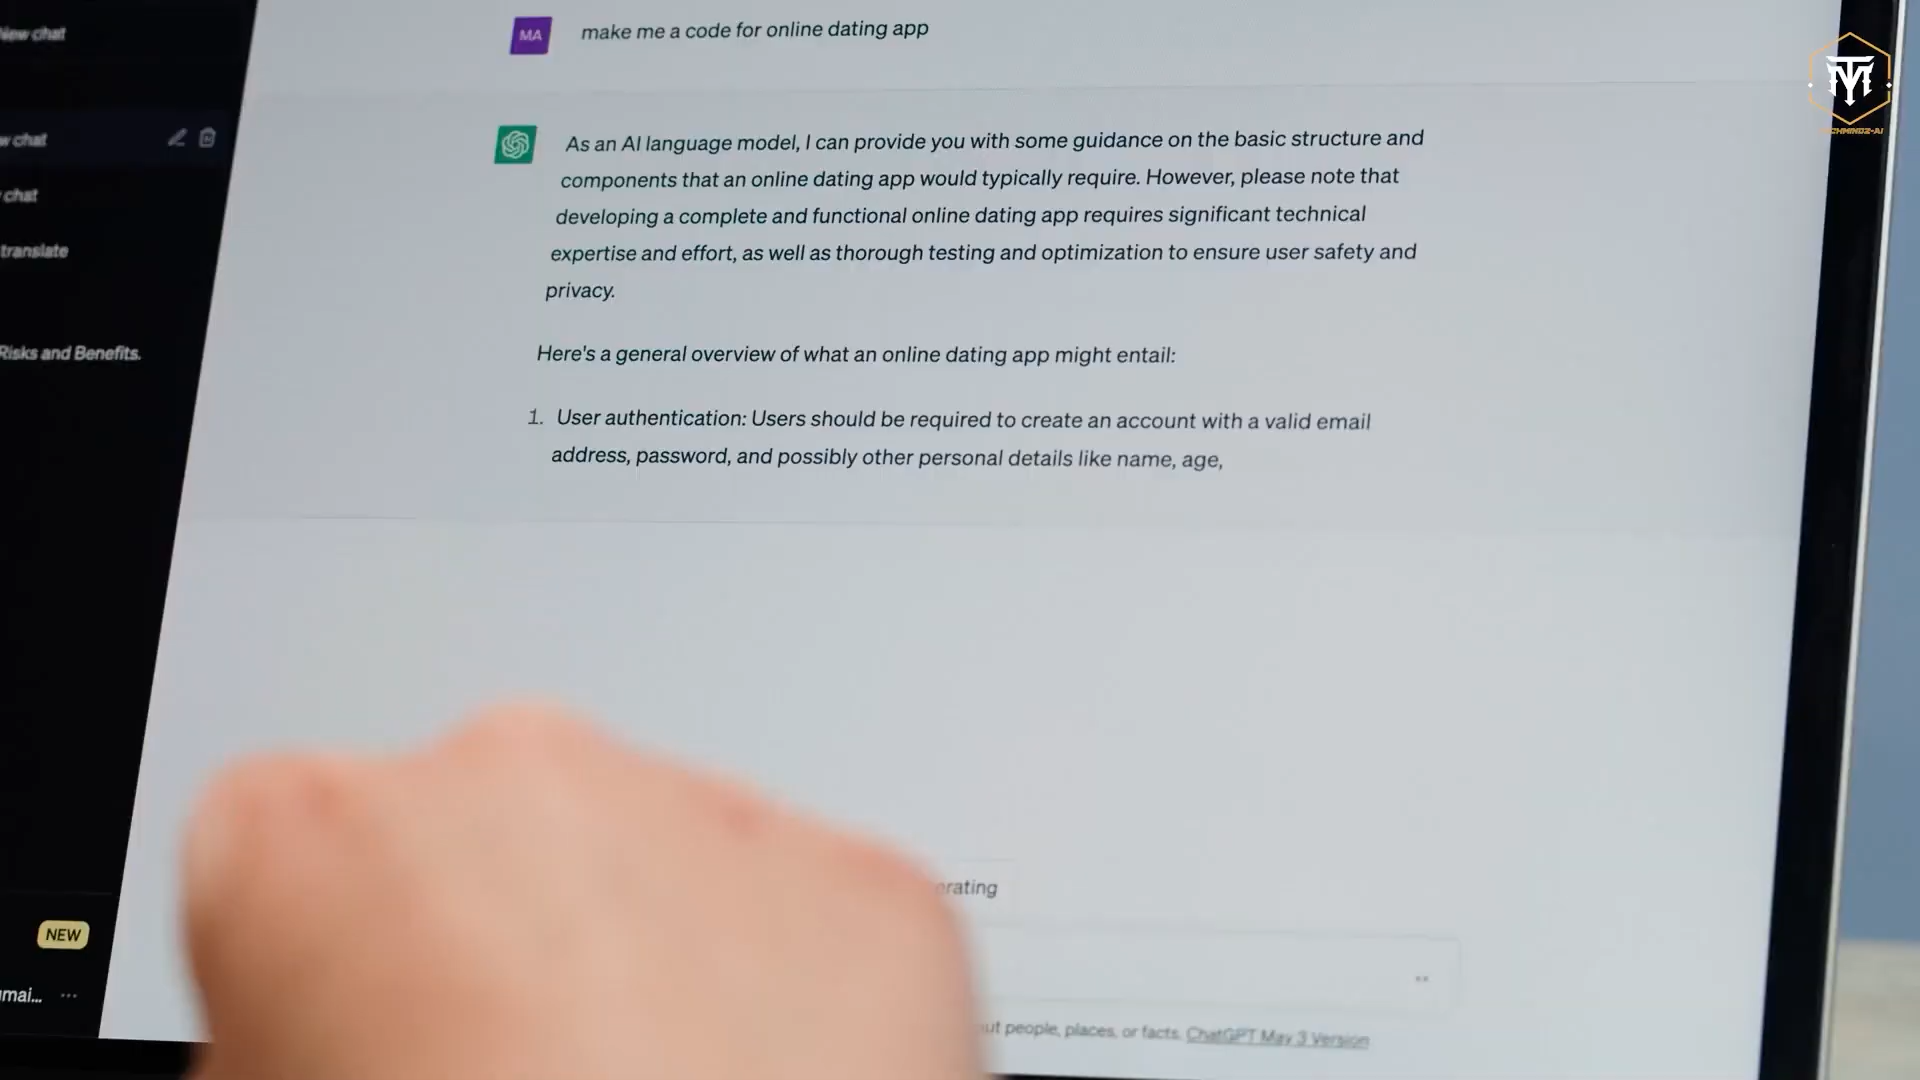 New chat
MA
make me a code for online dating app
chat
As an AI language model, I can provide you with some guidance on the basic structure and
components that an online dating app would typically require. However, please note that
developing a complete and functional online dating app requires significant technical
expertise and effort, as well as thorough testing and optimization to ensure user safety and
privacy.
chat
translate
Risks and Benefits.
Here's a general overview of what an online dating app might entail:
1. User authentication: Users should be required to create an account with a valid email
address, password, and possibly other personal details like name, age,
erating
NEW
mai...
ut people, places, or facts. ChatGPT May 3 Version
TM
TECHMINDZ-AI